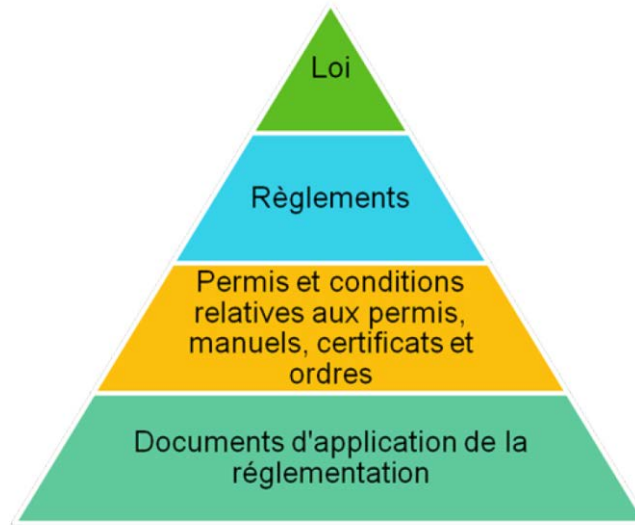 Loi
Règlements
Permis et conditions
relatives aux permis,
manuels, certificats et
ordres
Documents d'application de la
réglementation